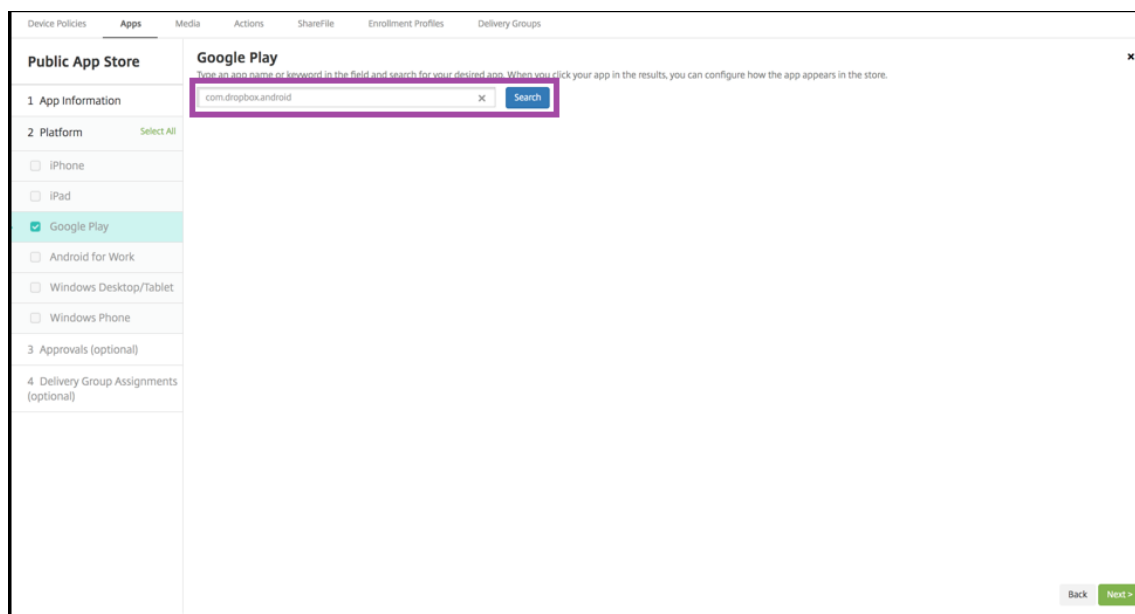 Device Policies Apps Media Actions ShareFile Enrollment Profiles Delivery Groups
Public App Store
1 App Information
2 Platform Select All
iPhone
iPad
Google Play
Android for Work
Windows Desktop/Tablet
Windows Phone
3 Approvals (optional)
4 Delivery Group Assignments
(optional)
Google Play
Type an app name or keyword in the field and search for your desired app. When you click your app in the results, you can configure how the app appears in the store.
com.dropbox.android Search
Back Next >